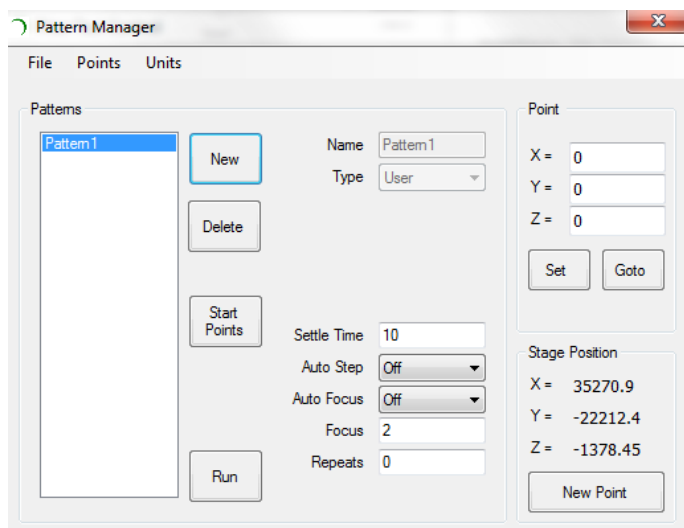 Pattern Manager
File Points Units
Patterns
Pattern1
New
Delete
Start
Points
Run
Name Pattern1
Type User
Settle Time 10
Auto Step Off
Auto Focus Off
Focus 2
Repeats 0
Point
X = 0
Y = 0
Z = 0
Set Goto
Stage Position
X = 35270.9
Y = -22212.4
Z = -1378.45
New Point